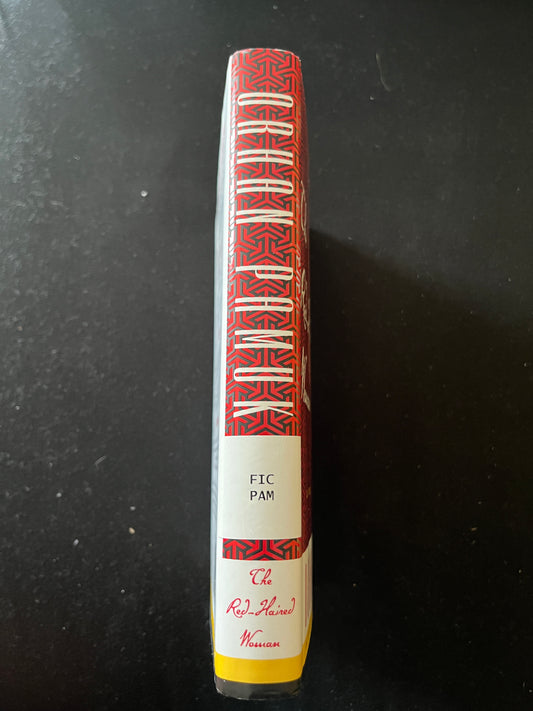 ORHAN PAMUK
FIC
PAM
The
Red-Haired
Woman